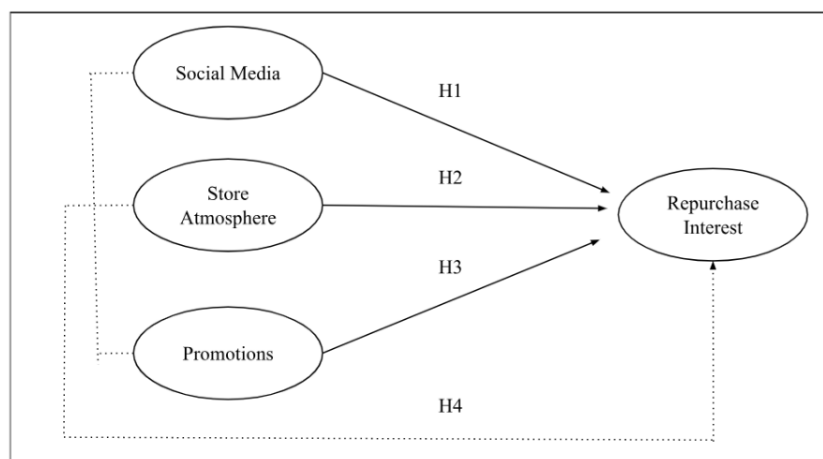 Social Media
H1
H2
Store
Atmosphere
Repurchase
Interest
H3
Promotions
H4